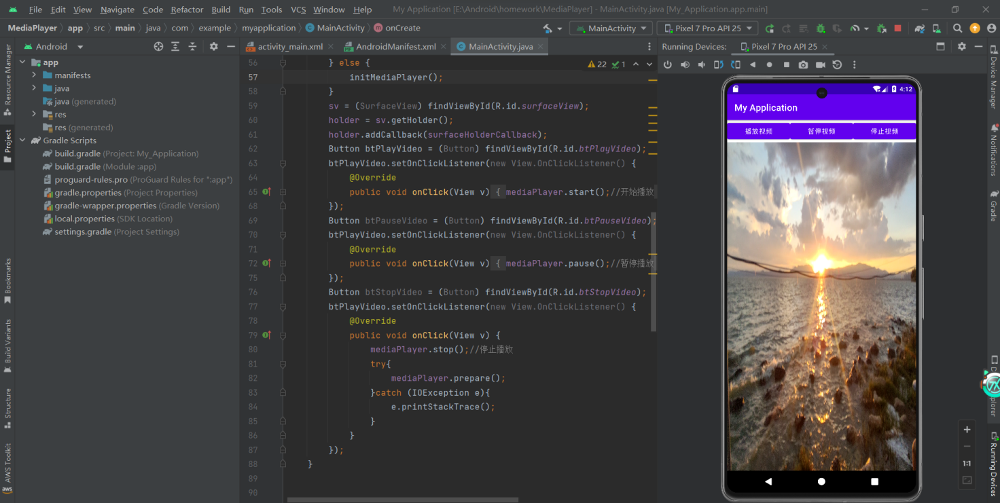 File Edit View Navigate Code Refactor Build Run Tools VCS Window Help My Application [E:\Android\homework\MediaPlayer] - MainActivity.java [My_Application.app.main]
MediaPlayer app src main java com example myapplication MainActivity onCreate MainActivity Pixel 7 Pro API 25
Android activity_main.xml AndroidManifest.xml MainActivity.java Running Devices: Pixel 7 Pro API 25
Resource Manager
Project
Bookmarks
Build Variants
Structure
AWS Toolkit
aws
app
manifests
java
java (generated)
res
res (generated)
Gradle Scripts
build.gradle (Project: My_Application)
build.gradle (Module :app)
proguard-rules.pro (ProGuard Rules for ":app")
gradle.properties (Project Properties)
gradle-wrapper.properties (Gradle Version)
local.properties (SDK Location)
settings.gradle (Project Settings)
22 1
56 } else {
57 initMediaPlayer();
58 }
59 sv = (SurfaceView) findViewById(R.id.surfaceView);
60 holder = sv.getHolder();
61 holder.addCallback(surfaceHolderCallback);
62 Button btPlayVideo = (Button) findViewById(R.id.btPlayVideo);
63 btPlayVideo.setOnClickListener(new View.OnClickListener() {
64 @Override
65 public void onClick(View v) { mediaPlayer.start();//开始播放
68 });
69 Button btPauseVideo = (Button) findViewById(R.id.btPauseVideo);
70 btPlayVideo.setOnClickListener(new View.OnClickListener() {
71 @Override
72 public void onClick(View v) { mediaPlayer.pause();//暂停播放
75 });
76 Button btStopVideo = (Button) findViewById(R.id.btStopVideo);
77 btPlayVideo.setOnClickListener(new View.OnClickListener() {
78 @Override
79 public void onClick(View v) {
80 mediaPlayer.stop();//停止播放
81 try{
82 mediaPlayer.prepare();
83 }catch (IOException e){
84 e.printStackTrace();
85 }
86 }
87 });
88 }
89
90
4:12
My Application
播放视频 暂停视频 停止视频
1:1
Device Manager
Notifications
Gradle
Running Devices